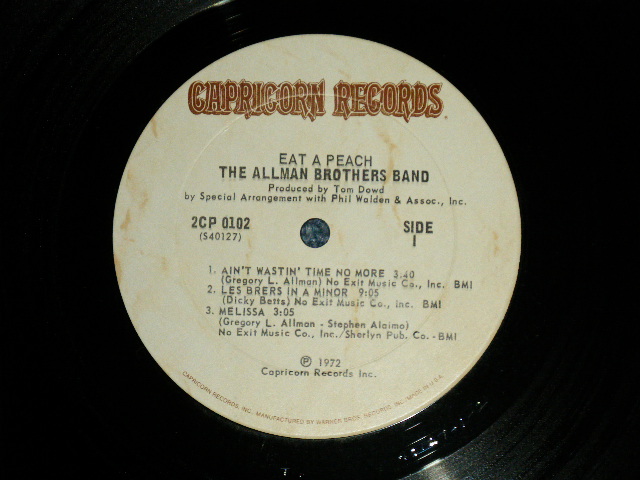 CAPRICORN RECORDS
EAT A PEACH
THE ALLMAN BROTHERS BAND
Produced by Tom Dowd
by Special Arrangement with Phil Walden & Assoc., Inc.
2CP 0102
(S40127)
SIDE
1
1. AIN'T WASTIN' TIME NO MORE 3:40
(Gregory L. Allman) No Exit Music Co., Inc. BMI
2. LES BRERS IN A MINOR 9:05
(Dicky Betts) No Exit Music Co., Inc. BMI
3. MELISSA 3:05
(Gregory L. Allman - Stephen Alaimo)
No Exit Music Co., Inc./Sherlyn Pub. Co. - BMI
Ⓟ 1972
Capricorn Records Inc.
CAPRICORN RECORDS, INC. MANUFACTURED BY WARNER BROS. RECORDS, INC. MADE IN U.S.A.